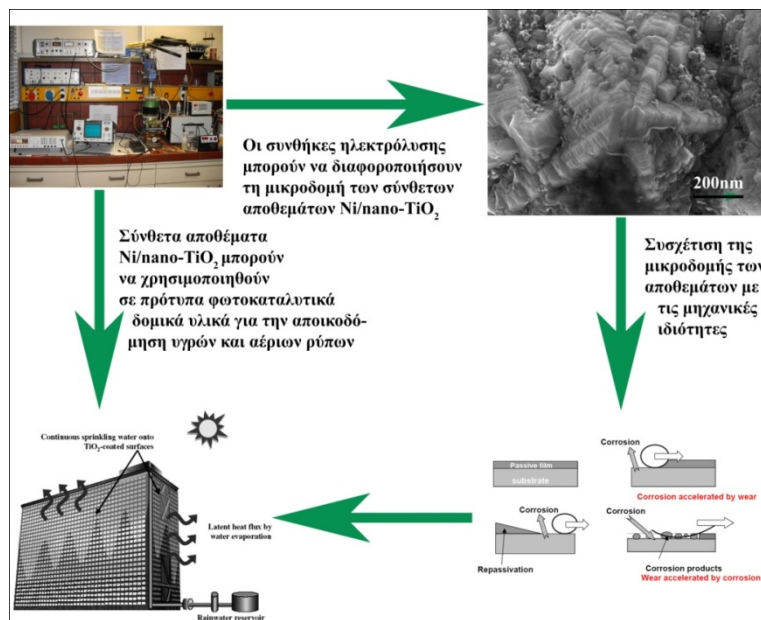 Οι συνθήκες ηλεκτρόλυσης
μπορούν να διαφοροποιήσουν
τη μικροδομή των σύνθετων
αποθεμάτων Ni/nano-TiO2
200nm
Σύνθετα αποθέματα
Ni/nano-TiO2 μπορούν
να χρησιμοποιηθούν
σε πρότυπα φωτοκαταλυτικά
δομικά υλικά για την αποικοδό-
μηση υγρών και αέριων ρύπων
Συσχέτιση της
μικροδομής των
αποθεμάτων με
τις μηχανικές
ιδιότητες
Continuous sprinkling water onto
TiO2-coated surfaces
Latent heat flux by
water evaporation
Rainwater reservoir
Passive film
substrate
Corrosion
Corrosion accelerated by wear
Corrosion
Repassivation
Corrosion
Corrosion products
Wear accelerated by corrosion